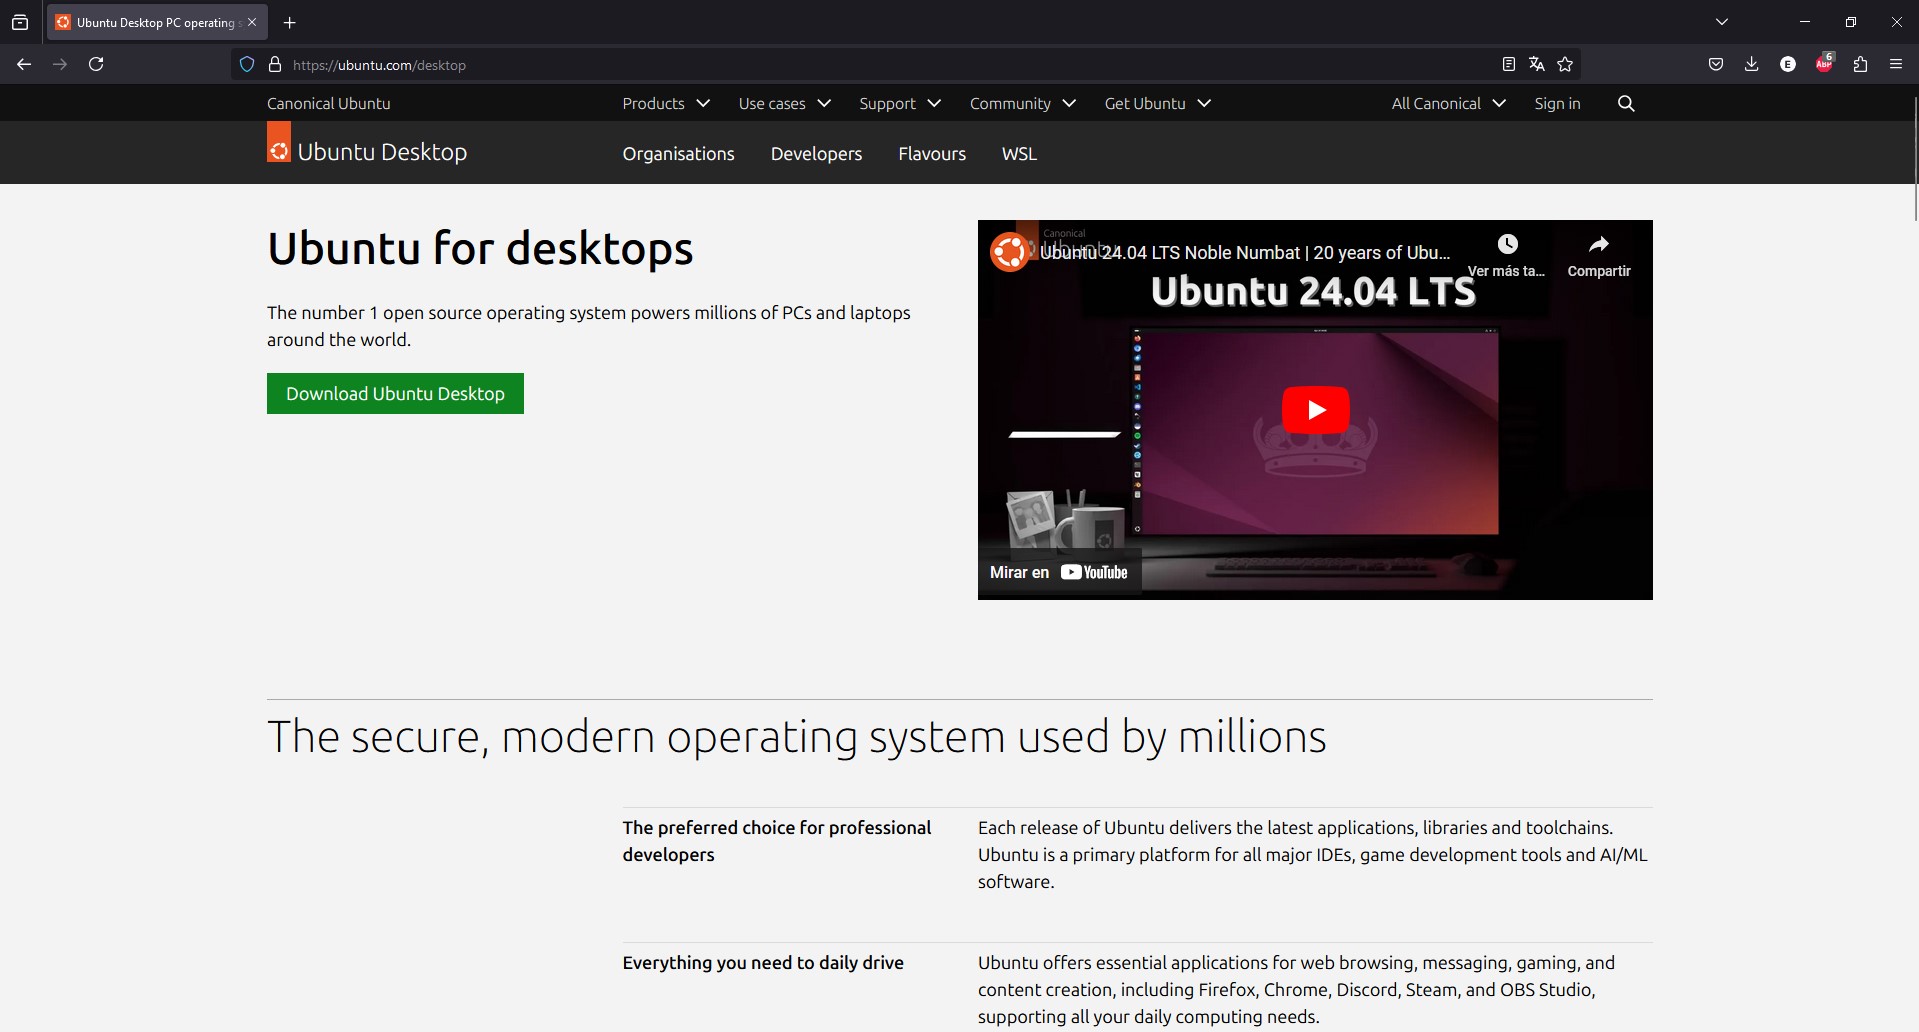 Ubuntu Desktop PC operating s
https://ubuntu.com/desktop
E
ABP
6
Canonical Ubuntu
Products
Use cases
Support
Community
Get Ubuntu
All Canonical
Sign in
Ubuntu Desktop
Organisations
Developers
Flavours
WSL
Ubuntu for desktops
The number 1 open source operating system powers millions of PCs and laptops
around the world.
Download Ubuntu Desktop
Canonical
Ubuntu
Ubuntu 24.04 LTS Noble Numbat | 20 years of Ubu...
Ver más ta...
Compartir
Ubuntu 24.04 LTS
Mirar en YouTube
The secure, modern operating system used by millions
The preferred choice for professional
developers
Each release of Ubuntu delivers the latest applications, libraries and toolchains.
Ubuntu is a primary platform for all major IDEs, game development tools and AI/ML
software.
Everything you need to daily drive
Ubuntu offers essential applications for web browsing, messaging, gaming, and
content creation, including Firefox, Chrome, Discord, Steam, and OBS Studio,
supporting all your daily computing needs.